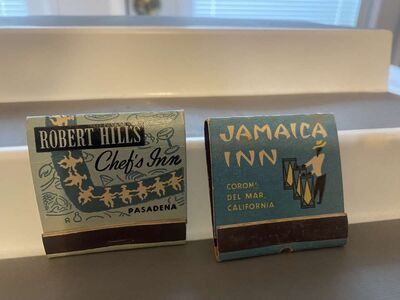 ROBERT HILL'S
Chef's Inn
PASADENA
JAMAICA
INN
CORONA
DEL MAR,
CALIFORNIA